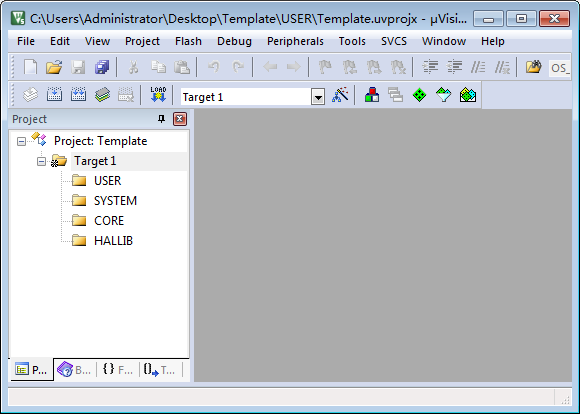 C:\Users\Administrator\Desktop\Template\USER\Template.uvprojx - µVisi...
File Edit View Project Flash Debug Peripherals Tools SVCS Window Help
OS_
LOAD
Target 1
Project
Project: Template
Target 1
USER
SYSTEM
CORE
HALLIB
P... B... {} F... 0 T...